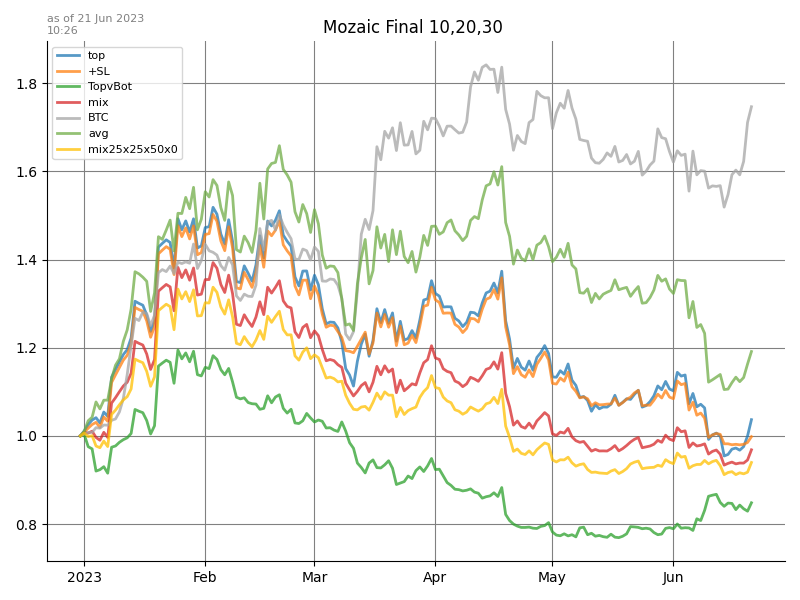 as of 21 Jun 2023
10:26
Mozaic Final 10,20,30
top
+SL
TopvBot
mix
BTC
avg
mix25x25x50x0
1.8
1.6
1.4
1.2
1.0
0.8
2023 Feb Mar Apr May Jun